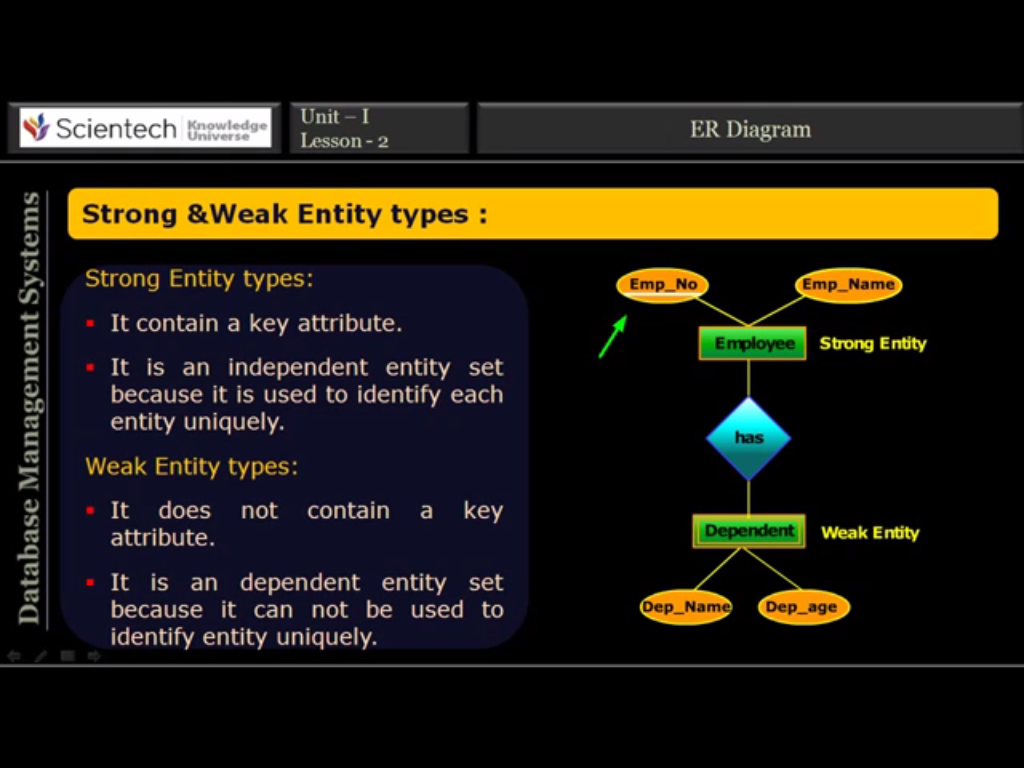 Scientech Knowledge Universe
Unit – I
Lesson - 2
ER Diagram
Database Management Systems
Strong &Weak Entity types :
Strong Entity types:
It contain a key attribute.
It is an independent entity set
because it is used to identify each
entity uniquely.
Weak Entity types:
It does not contain a key
attribute.
It is an dependent entity set
because it can not be used to
identify entity uniquely.
Emp_No
Emp_Name
Employee
Strong Entity
has
Dependent
Weak Entity
Dep_Name
Dep_age